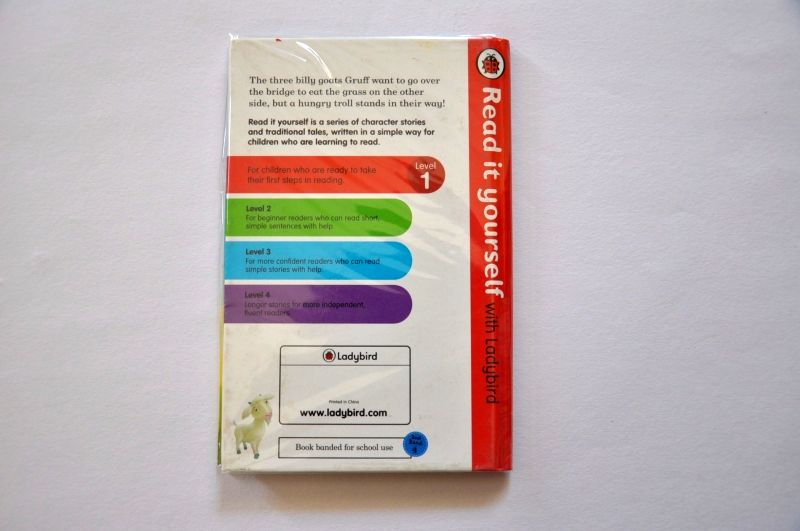 The three billy goats Gruff want to go over
the bridge to eat the grass on the other
side, but a hungry troll stands in their way!
Read it yourself is a series of character stories
and traditional tales, written in a simple way for
children who are learning to read.
For children who are ready to take
their first steps in reading.
Level
1
Level 2
For beginner readers who can read short,
simple sentences with help.
Level 3
For more confident readers who can read
simple stories with help.
Level 4
Longer stories for more independent,
fluent readers.
Ladybird
Printed in China
www.ladybird.com
Book banded for school use
Book
Band
4
Read it yourself with Ladybird